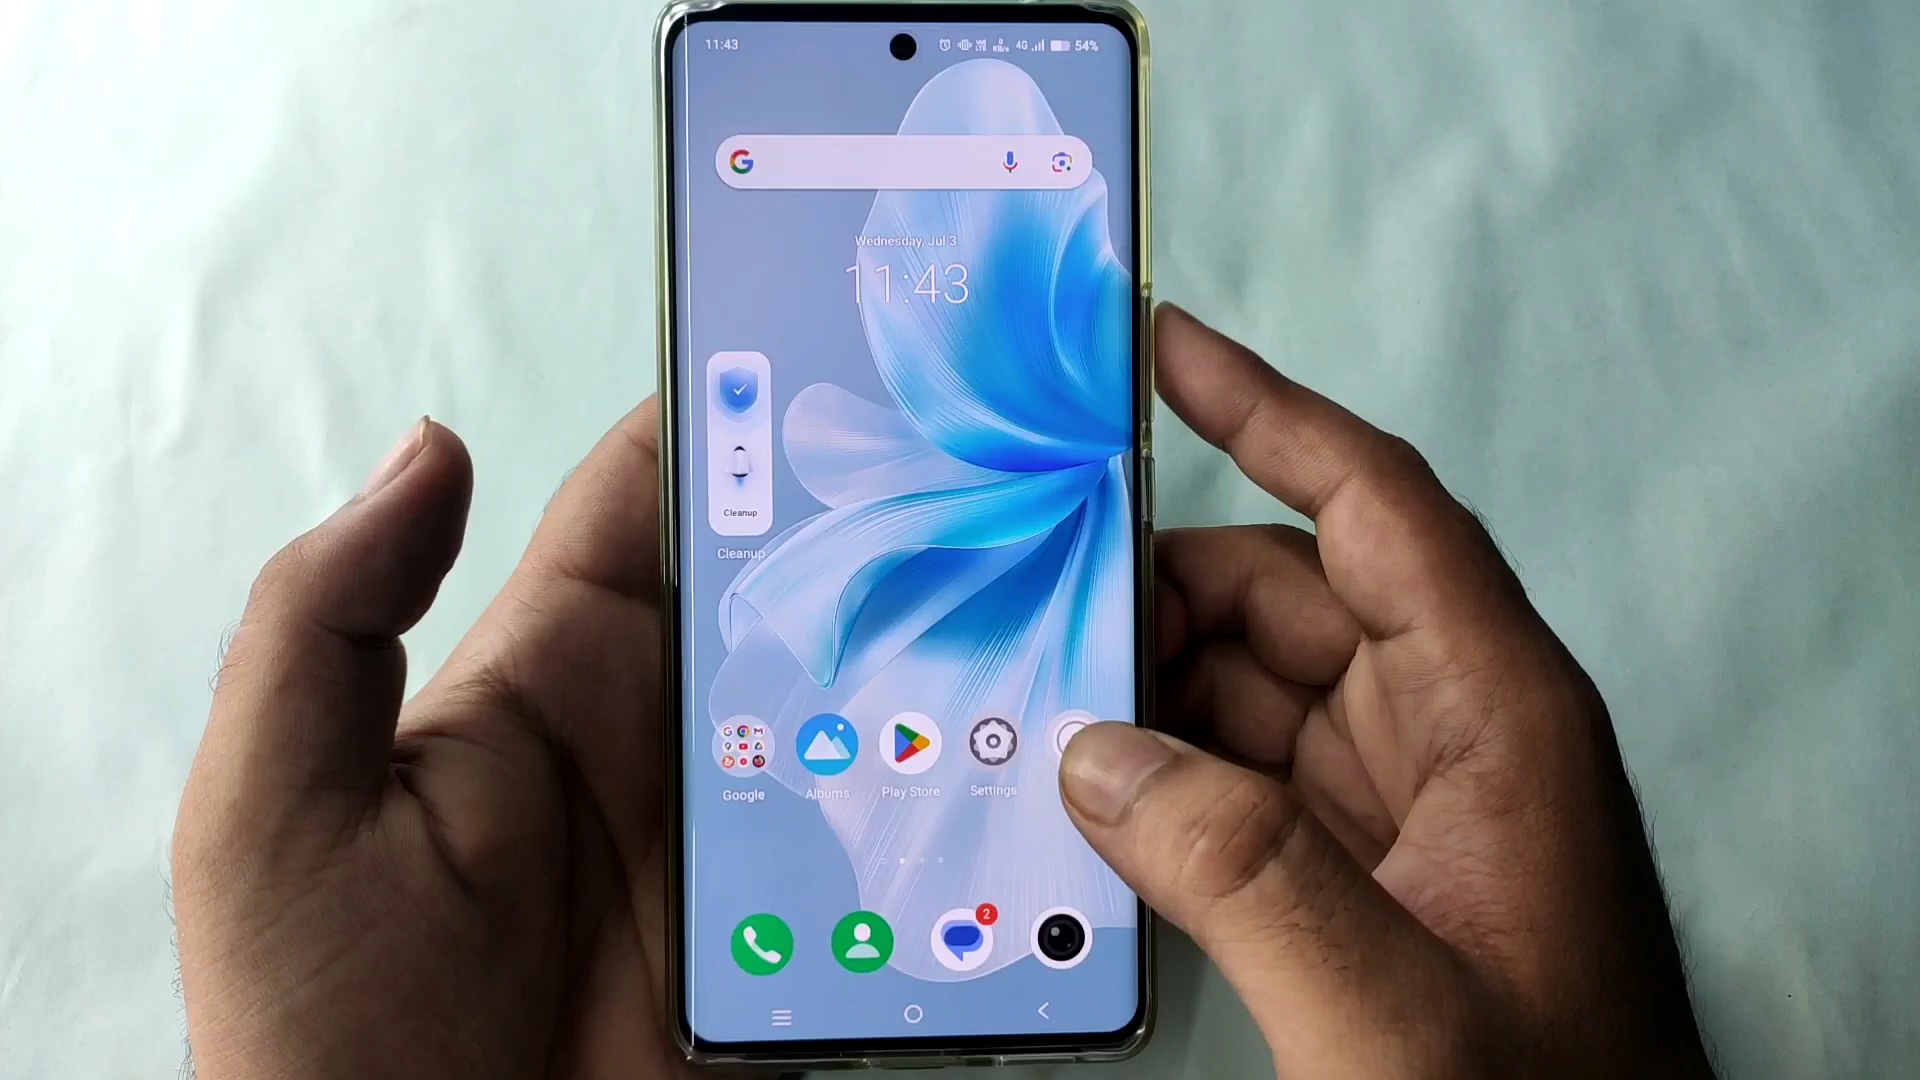 11:43
4G 54%
Wednesday, Jul 3
11:43
Cleanup
Cleanup
Google
Albums
Play Store
Settings
2